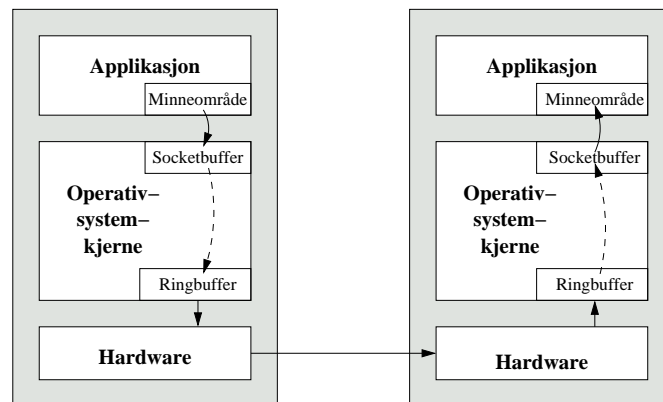 Applikasjon
Minneområde
Socketbuffer
Operativ−
system−
kjerne
Ringbuffer
Hardware
Applikasjon
Minneområde
Socketbuffer
Operativ−
system−
kjerne
Ringbuffer
Hardware